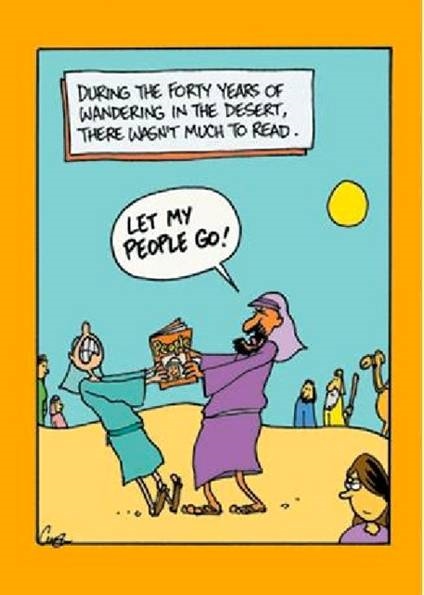 DURING THE FORTY YEARS OF
WANDERING IN THE DESERT,
THERE WASN'T MUCH TO READ.
LET MY
PEOPLE GO!
People